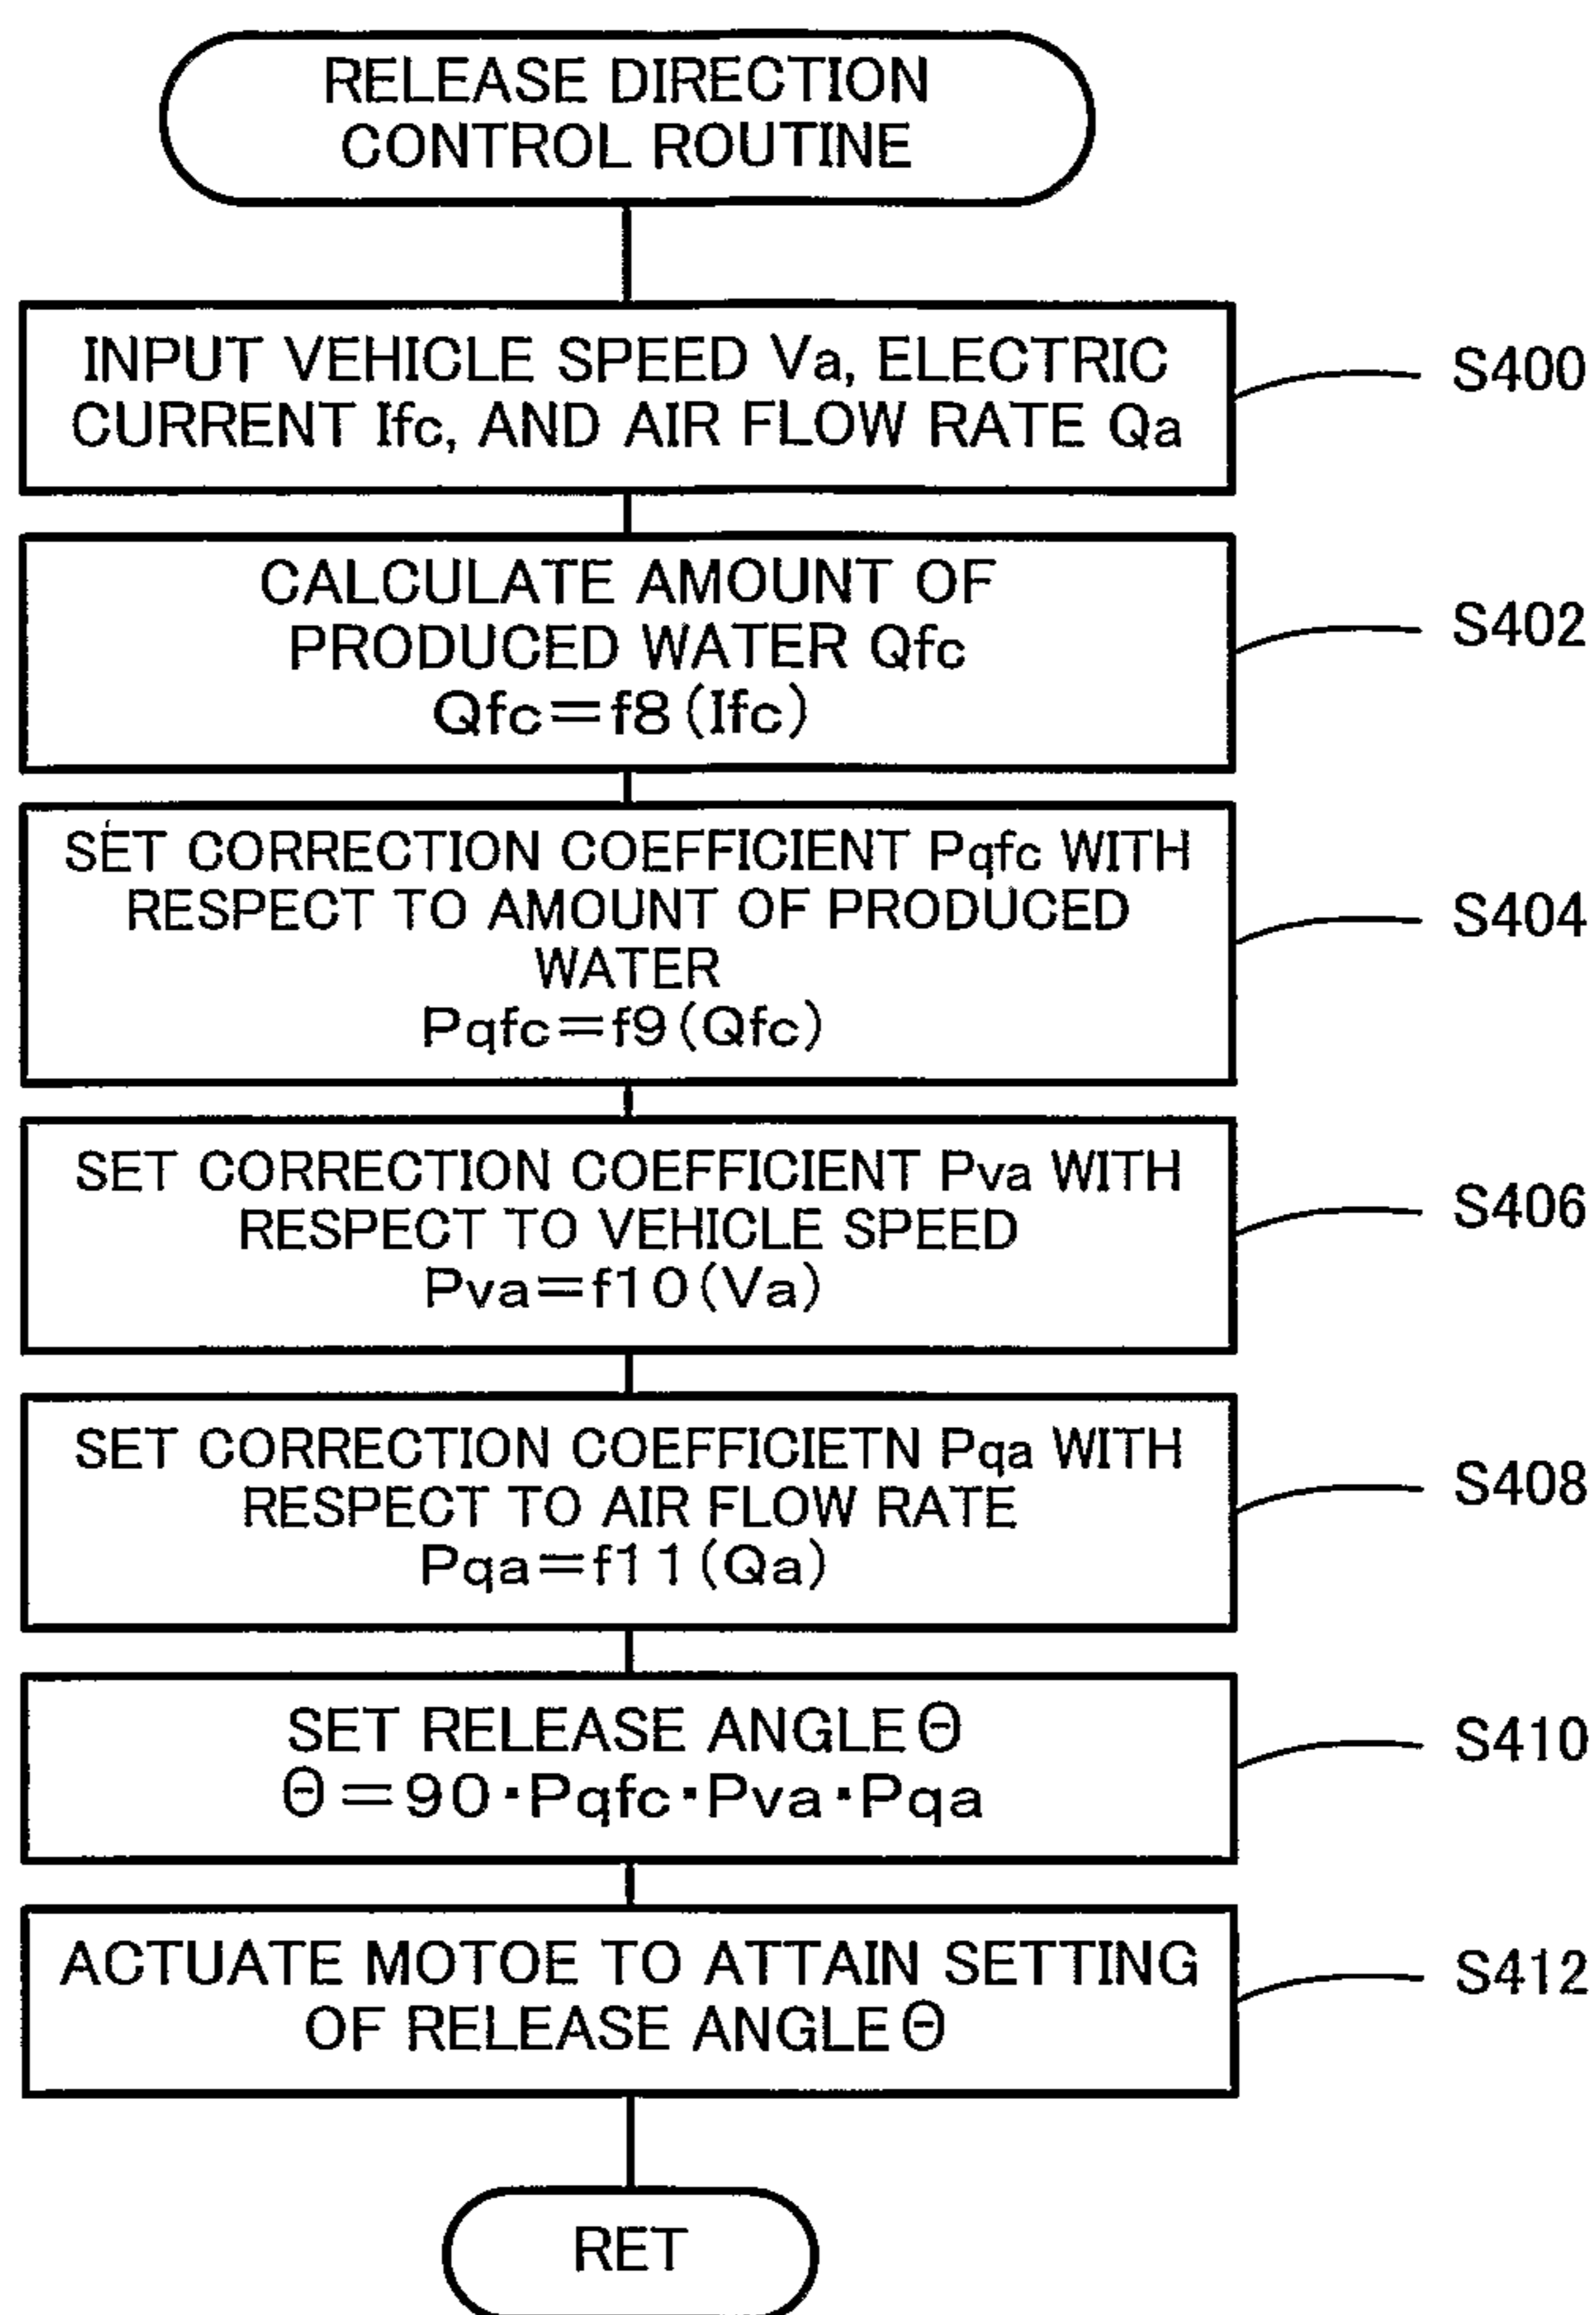 RELEASE DIRECTION
CONTROL ROUTINE
INPUT VEHICLE SPEED Va, ELECTRIC
CURRENT Ifc, AND AIR FLOW RATE Qa
S400
CALCULATE AMOUNT OF
PRODUCED WATER Qfc
Qfc=f8(Ifc)
S402
SET CORRECTION COEFFICIENT Pqfc WITH
RESPECT TO AMOUNT OF PRODUCED
WATER
Pqfc=f9(Qfc)
S404
SET CORRECTION COEFFICIENT Pva WITH
RESPECT TO VEHICLE SPEED
Pva=f10(Va)
S406
SET CORRECTION COEFFICIETN Pqa WITH
RESPECT TO AIR FLOW RATE
Pqa=f11(Qa)
S408
SET RELEASE ANGLE Θ
Θ=90·Pqfc·Pva·Pqa
S410
ACTUATE MOTOE TO ATTAIN SETTING
OF RELEASE ANGLE Θ
S412
RET